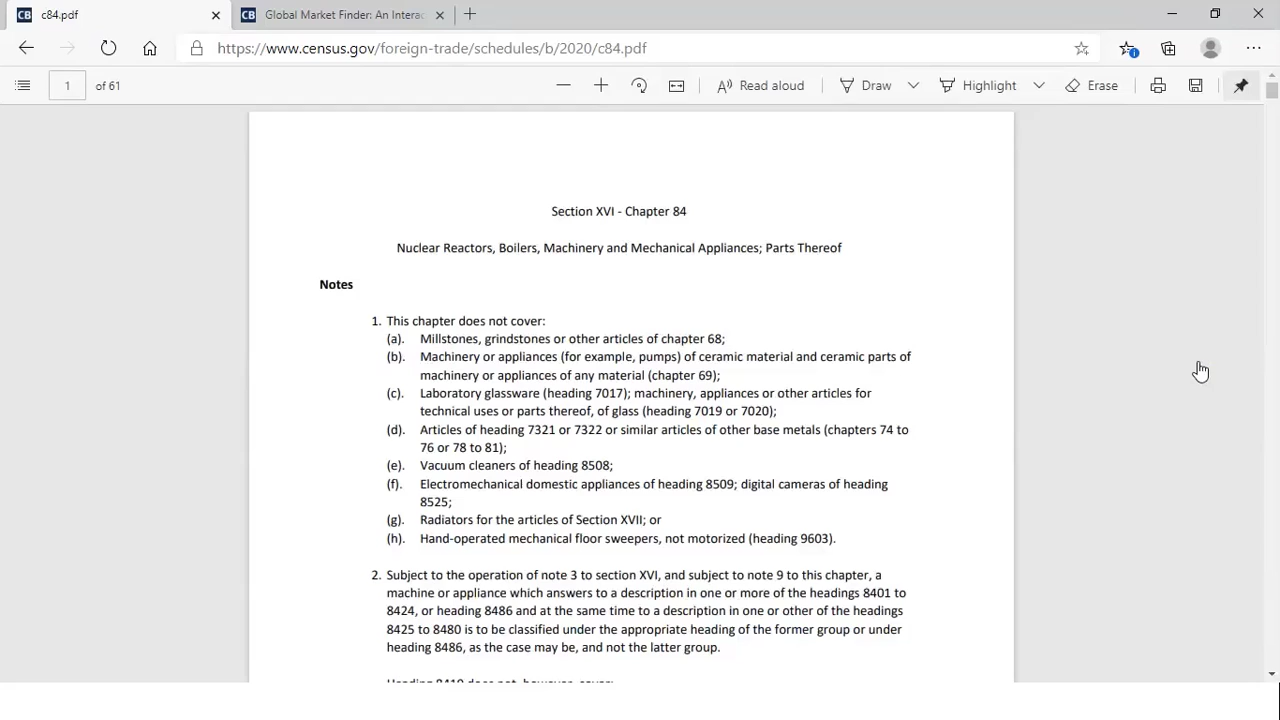 c84.pdf
Global Market Finder: An Interac
https://www.census.gov/foreign-trade/schedules/b/2020/c84.pdf
1 of 61
Read aloud
Draw
Highlight
Erase
Section XVI - Chapter 84
Nuclear Reactors, Boilers, Machinery and Mechanical Appliances; Parts Thereof
Notes
1. This chapter does not cover:
(a). Millstones, grindstones or other articles of chapter 68;
(b). Machinery or appliances (for example, pumps) of ceramic material and ceramic parts of
machinery or appliances of any material (chapter 69);
(c). Laboratory glassware (heading 7017); machinery, appliances or other articles for
technical uses or parts thereof, of glass (heading 7019 or 7020);
(d). Articles of heading 7321 or 7322 or similar articles of other base metals (chapters 74 to
76 or 78 to 81);
(e). Vacuum cleaners of heading 8508;
(f). Electromechanical domestic appliances of heading 8509; digital cameras of heading
8525;
(g). Radiators for the articles of Section XVII; or
(h). Hand-operated mechanical floor sweepers, not motorized (heading 9603).
2. Subject to the operation of note 3 to section XVI, and subject to note 9 to this chapter, a
machine or appliance which answers to a description in one or more of the headings 8401 to
8424, or heading 8486 and at the same time to a description in one or other of the headings
8425 to 8480 is to be classified under the appropriate heading of the former group or under
heading 8486, as the case may be, and not the latter group.
Heading 8419 does not, however, cover: